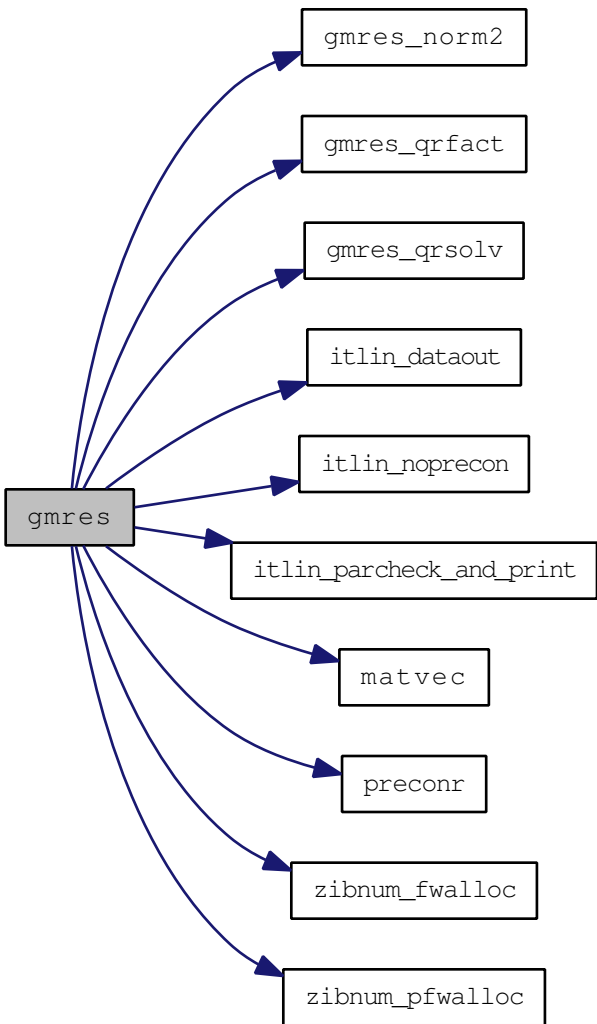 gmres_norm2
gmres_qrfact
gmres_qrsolv
itlin_dataout
itlin_noprecon
gmres
itlin_parcheck_and_print
matvec
preconr
zibnum_fwalloc
zibnum_pfwalloc